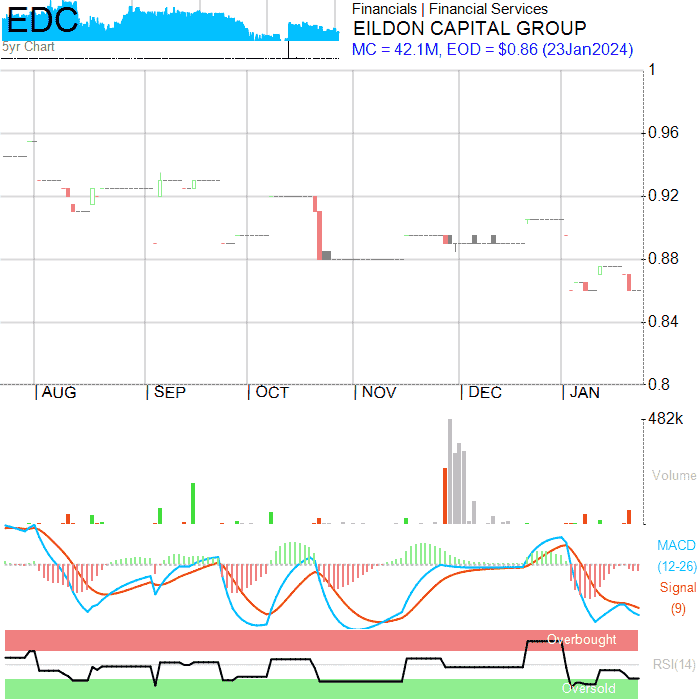 EDC
5yr Chart
Financials | Financial Services
EILDON CAPITAL GROUP
MC = 42.1M, EOD = $0.86 (23Jan2024)
1
0.96
0.92
0.88
0.84
0.8
|AUG |SEP |OCT |NOV |DEC |JAN
482k
Volume
MACD
(12-26)
Signal
(9)
Overbought
RSI(14)
Oversold